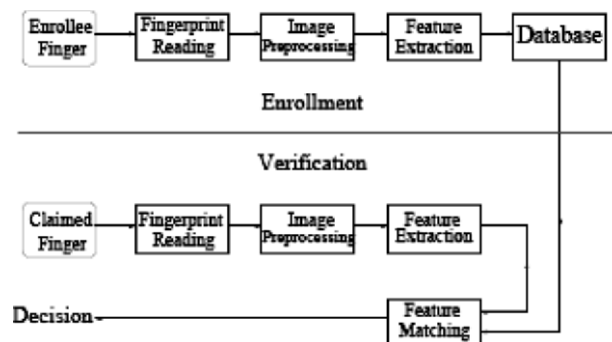 Enrollee
Finger
Fingerprint
Reading
Image
Preprocessing
Feature
Extraction
Database
Enrollment
Verification
Claimed
Finger
Fingerprint
Reading
Image
Preprocessing
Feature
Extraction
Decision
Feature
Matching